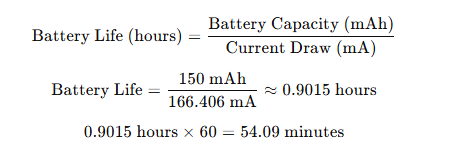 Battery Life (hours) = Battery Capacity (mAh) / Current Draw (mA)
Battery Life = 150 mAh / 166.406 mA ≈ 0.9015 hours
0.9015 hours × 60 = 54.09 minutes